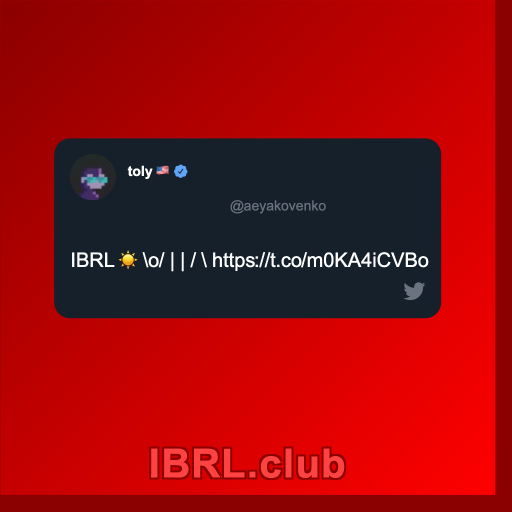 toly 🇺🇸
@aeyakovenko
IBRL ☀️ \o/ | | / \ https://t.co/m0KA4iCVBo
IBRL.club